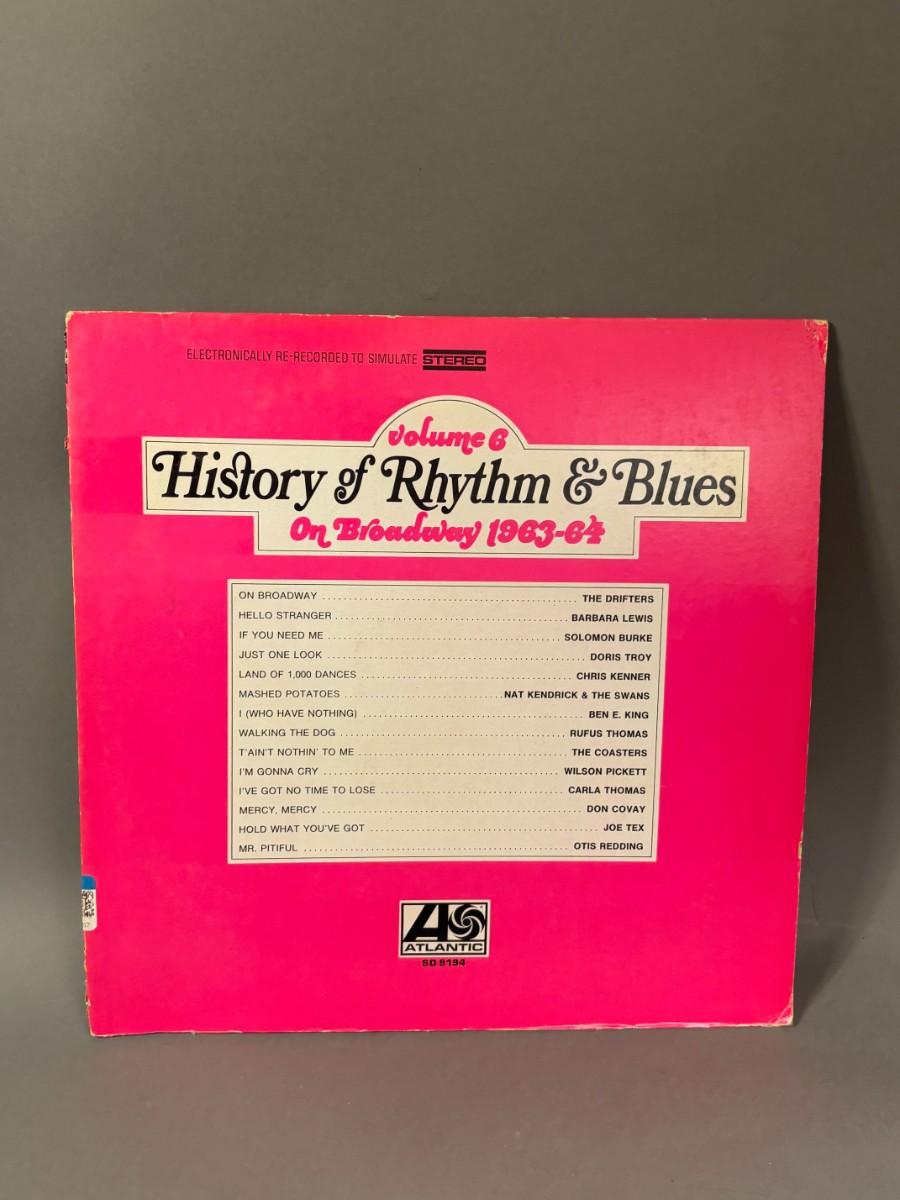 ELECTRONICALLY RE-RECORDED TO SIMULATE STEREO
volume 6
History of Rhythm & Blues
On Broadway 1963-64
ON BROADWAY ........ THE DRIFTERS
HELLO STRANGER ........ BARBARA LEWIS
IF YOU NEED ME ........ SOLOMON BURKE
JUST ONE LOOK ........ DORIS TROY
LAND OF 1,000 DANCES ........ CHRIS KENNER
MASHED POTATOES ........ NAT KENDRICK & THE SWANS
I (WHO HAVE NOTHING) ........ BEN E. KING
WALKING THE DOG ........ RUFUS THOMAS
T'AIN'T NOTHIN' TO ME ........ THE COASTERS
I'M GONNA CRY ........ WILSON PICKETT
I'VE GOT NO TIME TO LOSE ........ CARLA THOMAS
MERCY, MERCY ........ DON COVAY
HOLD WHAT YOU'VE GOT ........ JOE TEX
MR. PITIFUL ........ OTIS REDDING
A
ATLANTIC
SD 8194